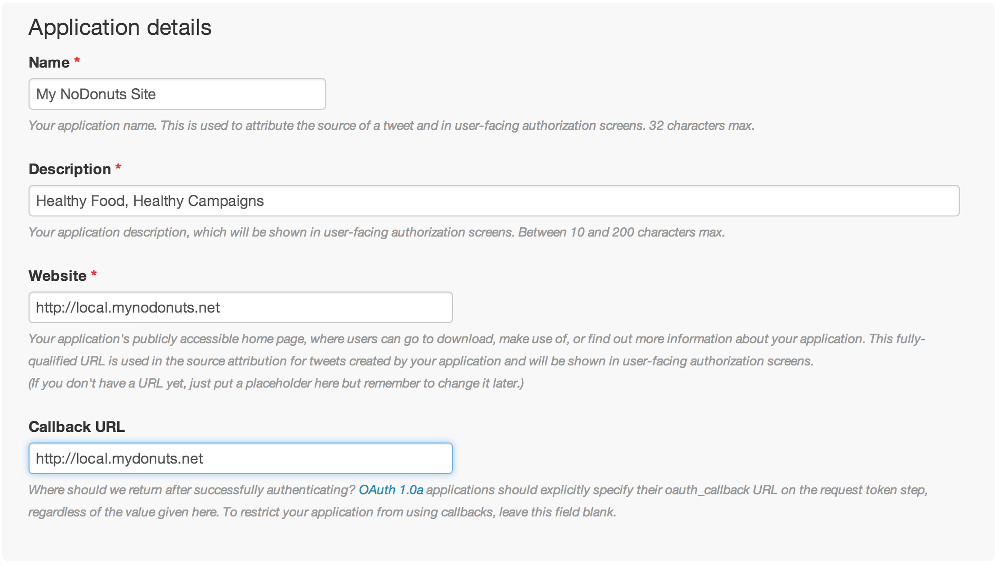 Application details
Name *
My NoDonuts Site
Your application name. This is used to attribute the source of a tweet and in user-facing authorization screens. 32 characters max.
Description *
Healthy Food, Healthy Campaigns
Your application description, which will be shown in user-facing authorization screens. Between 10 and 200 characters max.
Website *
http://local.mynodonuts.net
Your application's publicly accessible home page, where users can go to download, make use of, or find out more information about your application. This fully-
qualified URL is used in the source attribution for tweets created by your application and will be shown in user-facing authorization screens.
(If you don't have a URL yet, just put a placeholder here but remember to change it later.)
Callback URL
http://local.mydonuts.net
Where should we return after successfully authenticating? OAuth 1.0a applications should explicitly specify their oauth_callback URL on the request token step,
regardless of the value given here. To restrict your application from using callbacks, leave this field blank.